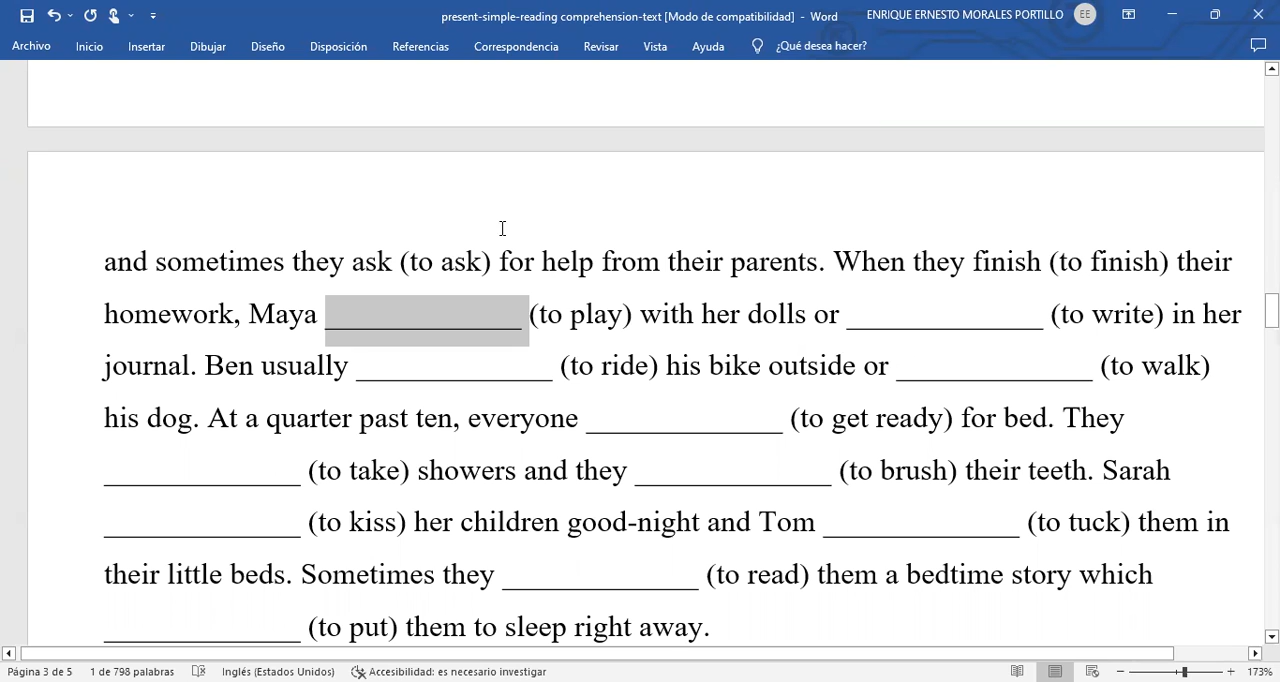 present-simple-reading comprehension-text [Modo de compatibilidad] - Word
ENRIQUE ERNESTO MORALES PORTILLO EE
Archivo Inicio Insertar Dibujar Diseño Disposición Referencias Correspondencia Revisar Vista Ayuda ¿Qué desea hacer?
and sometimes they ask (to ask) for help from their parents. When they finish (to finish) their
homework, Maya ______________ (to play) with her dolls or ______________ (to write) in her
journal. Ben usually ______________ (to ride) his bike outside or ______________ (to walk)
his dog. At a quarter past ten, everyone ______________ (to get ready) for bed. They
______________ (to take) showers and they ______________ (to brush) their teeth. Sarah
______________ (to kiss) her children good-night and Tom ______________ (to tuck) them in
their little beds. Sometimes they ______________ (to read) them a bedtime story which
______________ (to put) them to sleep right away.
Página 3 de 5 1 de 798 palabras Inglés (Estados Unidos) Accesibilidad: es necesario investigar 173%